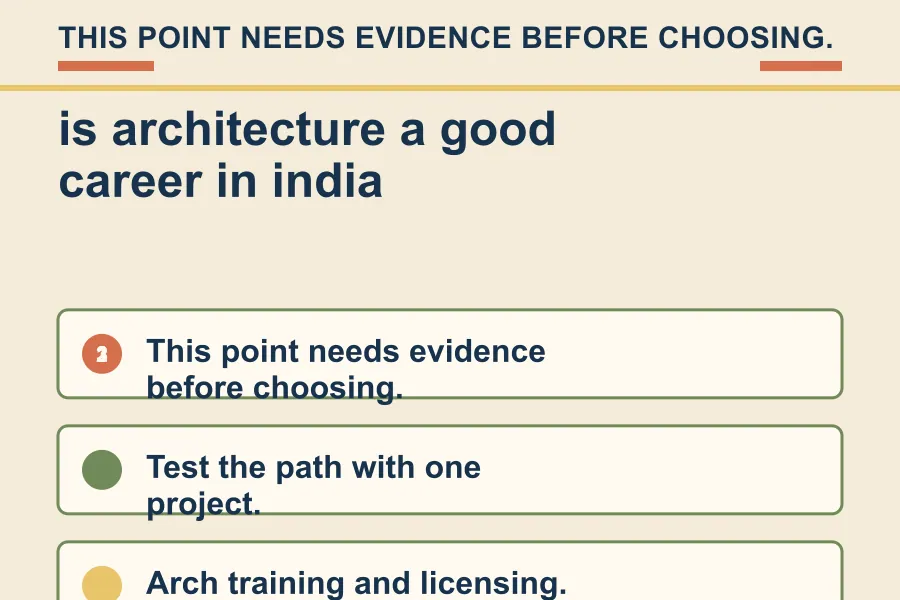 THIS POINT NEEDS EVIDENCE BEFORE CHOOSING.
is architecture a good
career in india
This point needs evidence
before choosing.
Test the path with one
project.
Arch training and licensing.